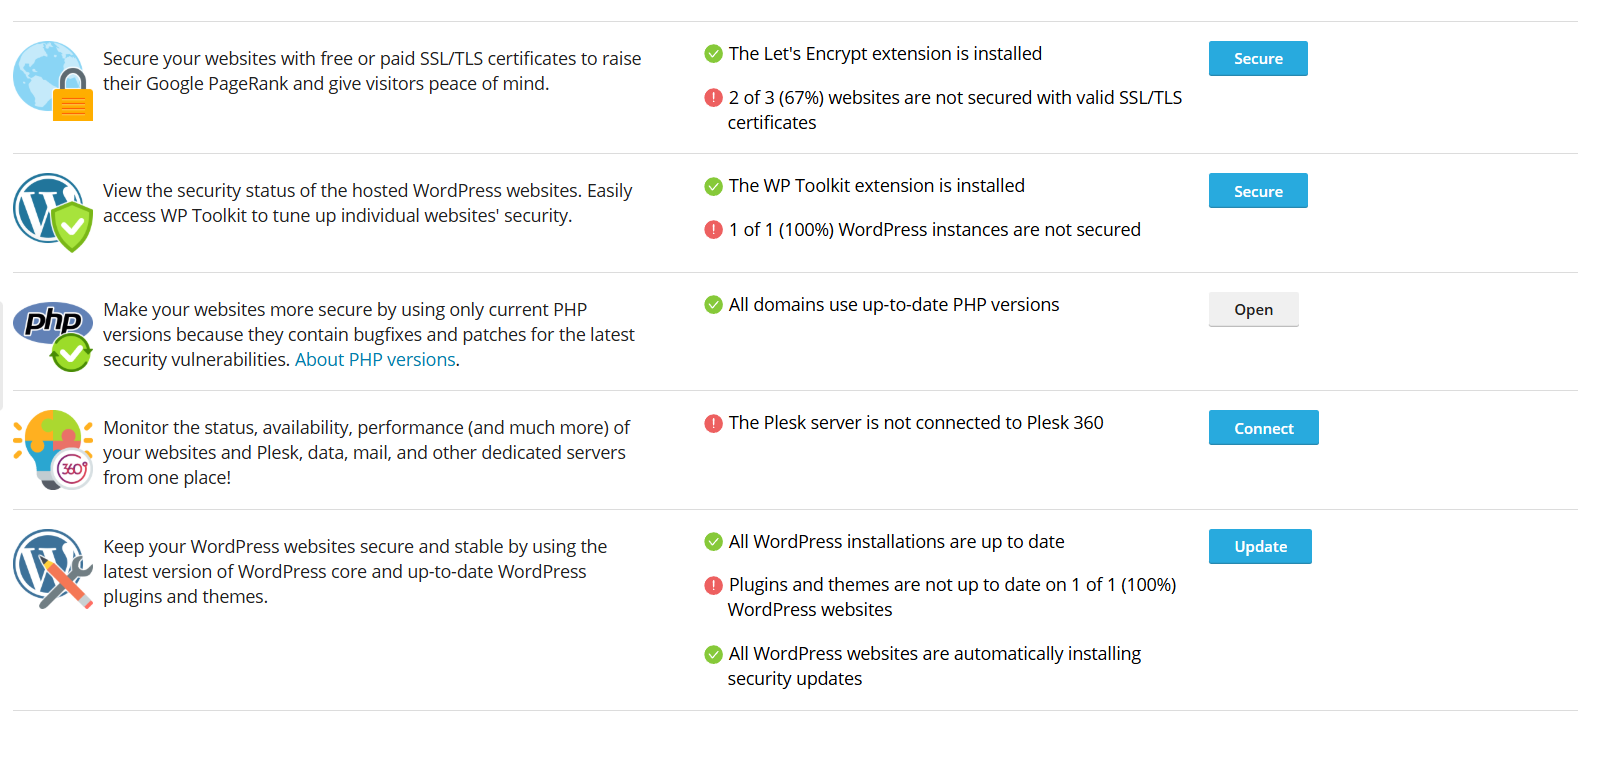 Secure your websites with free or paid SSL/TLS certificates to raise
their Google PageRank and give visitors peace of mind.
The Let's Encrypt extension is installed
2 of 3 (67%) websites are not secured with valid SSL/TLS
certificates
Secure
View the security status of the hosted WordPress websites. Easily
access WP Toolkit to tune up individual websites' security.
The WP Toolkit extension is installed
1 of 1 (100%) WordPress instances are not secured
Secure
php
Make your websites more secure by using only current PHP
versions because they contain bugfixes and patches for the latest
security vulnerabilities. About PHP versions.
All domains use up-to-date PHP versions
Open
360°
Monitor the status, availability, performance (and much more) of
your websites and Plesk, data, mail, and other dedicated servers
from one place!
The Plesk server is not connected to Plesk 360
Connect
Keep your WordPress websites secure and stable by using the
latest version of WordPress core and up-to-date WordPress
plugins and themes.
All WordPress installations are up to date
Plugins and themes are not up to date on 1 of 1 (100%)
WordPress websites
All WordPress websites are automatically installing
security updates
Update